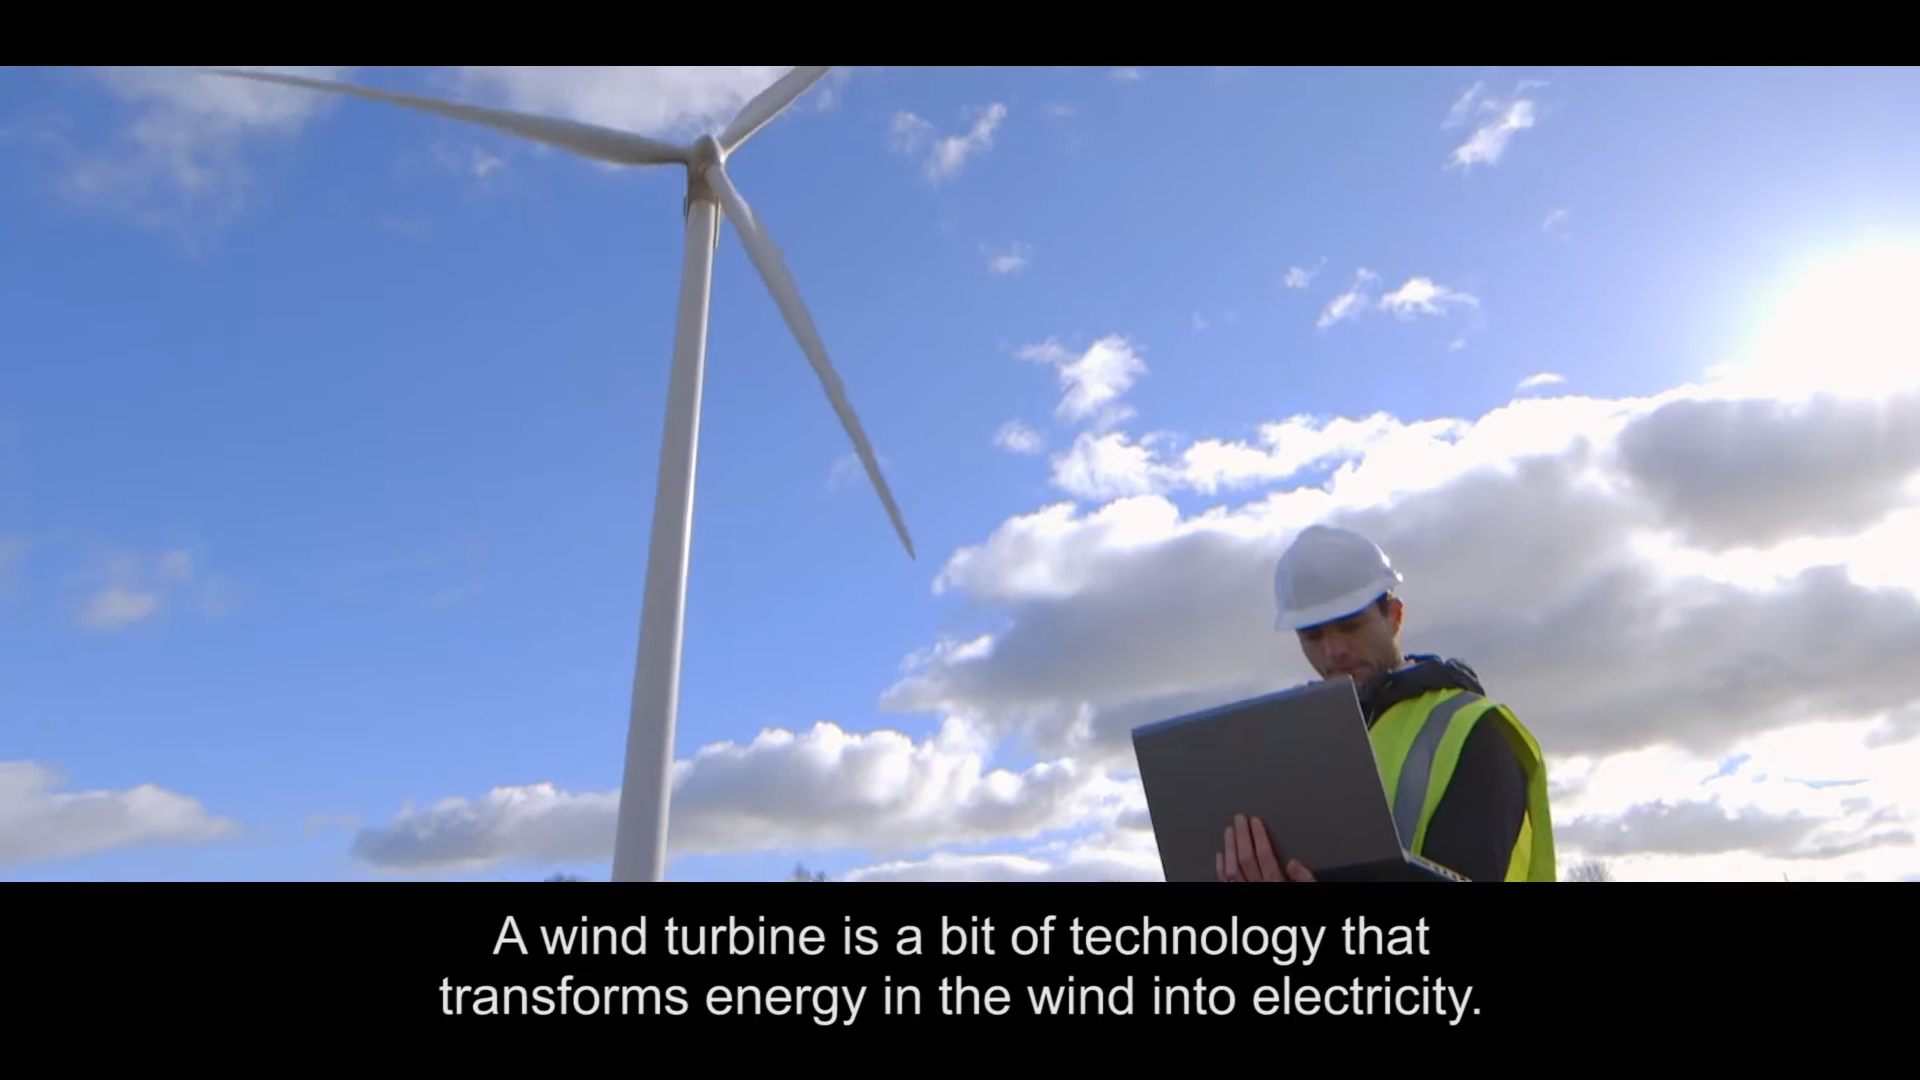 A wind turbine is a bit of technology that
transforms energy in the wind into electricity.